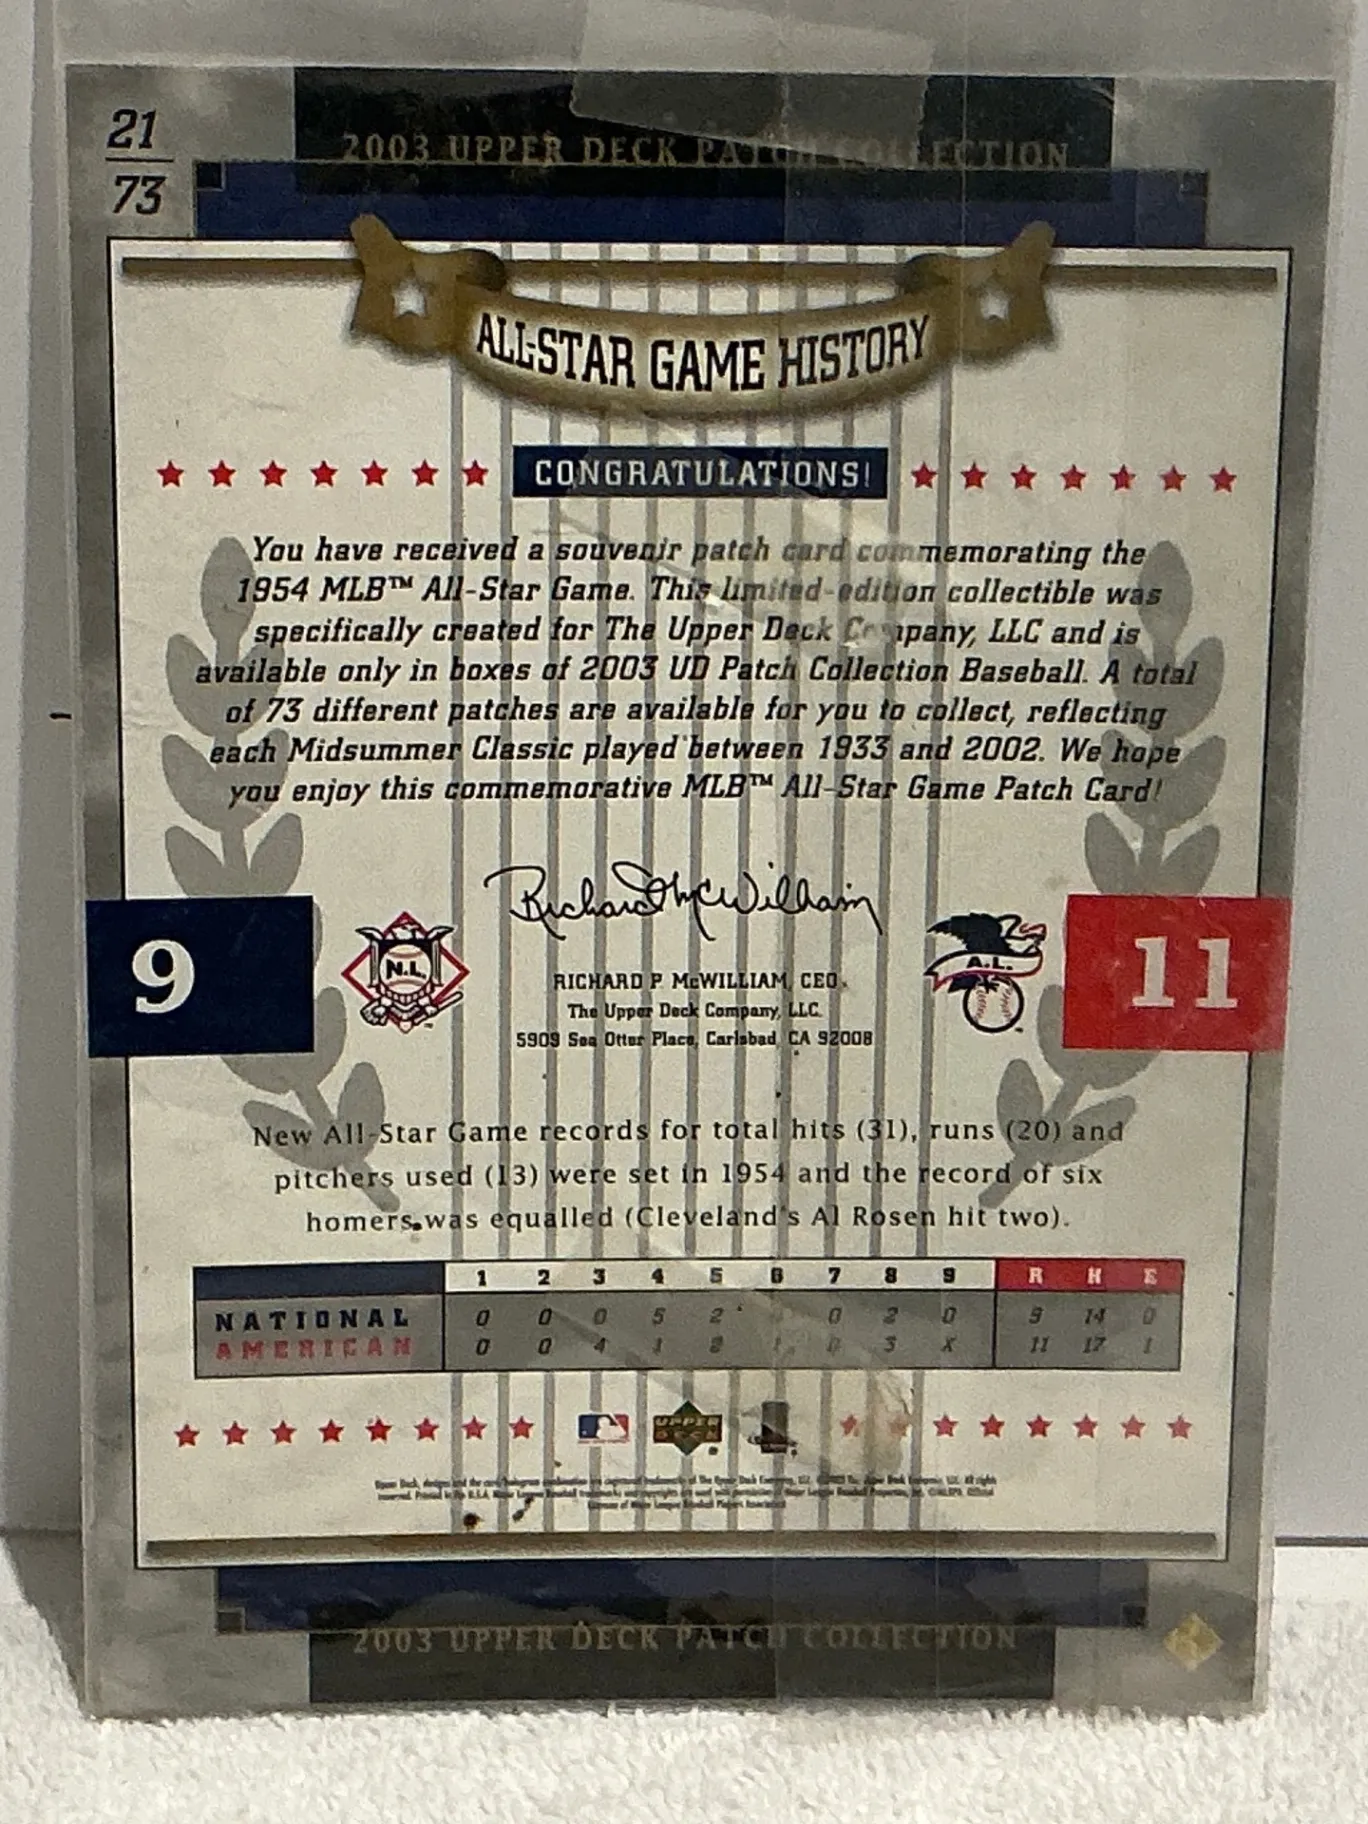 21
73
2003 UPPER DECK PATCH COLLECTION
ALL-STAR GAME HISTORY
CONGRATULATIONS!
You have received a souvenir patch card commemorating the
1954 MLB™ All-Star Game. This limited-edition collectible was
specifically created for The Upper Deck Company, LLC and is
available only in boxes of 2003 UD Patch Collection Baseball. A total
of 73 different patches are available for you to collect, reflecting
each Midsummer Classic played between 1933 and 2002. We hope
you enjoy this commemorative MLB™ All-Star Game Patch Card!
Richard P McWilliam
9 N.L. A.L. 11
RICHARD P. McWILLIAM, CEO.
The Upper Deck Company, LLC.
5909 Sea Otter Place, Carlsbad, CA 92008
New All-Star Game records for total hits (31), runs (20) and
pitchers used (13) were set in 1954 and the record of six
homers was equalled (Cleveland's Al Rosen hit two).
1 2 3 4 5 6 7 8 9 R H E
NATIONAL 0 0 0 5 2 0 2 0 9 14 0
AMERICAN 0 0 4 1 2 1 0 3 X 11 17 1
UPPER DECK
2003 UPPER DECK PATCH COLLECTION